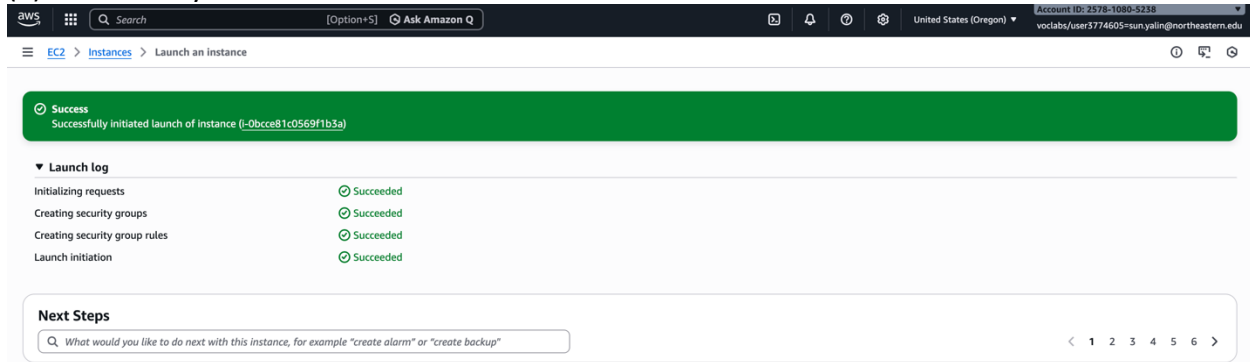 aws Search [Option+S] Ask Amazon Q United States (Oregon) Account ID: 2578-1080-5238
voclabs/user3774605=sun.yalin@northeastern.edu
EC2 > Instances > Launch an instance
Success
Successfully initiated launch of instance (i-0bcce81c0569f1b3a)
Launch log
Initializing requests Succeeded
Creating security groups Succeeded
Creating security group rules Succeeded
Launch initiation Succeeded
Next Steps
What would you like to do next with this instance, for example "create alarm" or "create backup" < 1 2 3 4 5 6 >